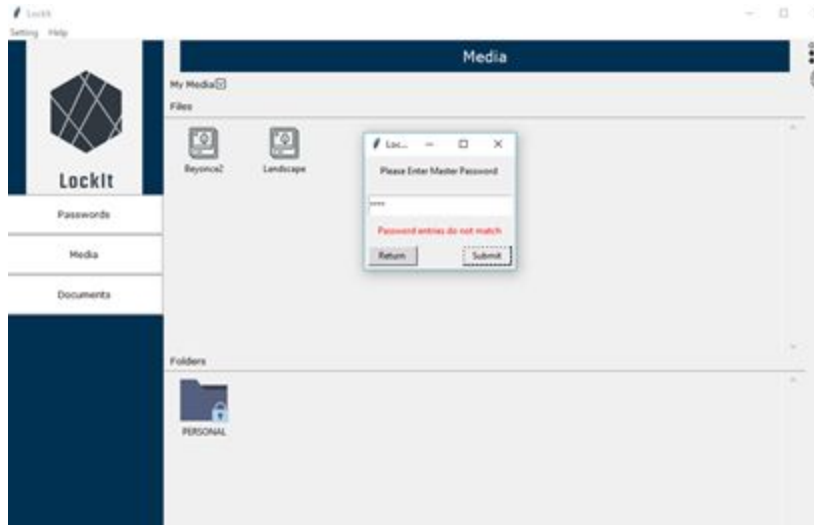 LockIt
Setting Help
Media
My Media
Files
Beyonce2
Landscape
LockIt
Passwords
Media
Documents
Loc...
Please Enter Master Password
****
Password entries do not match
Return
Submit
Folders
PERSONAL